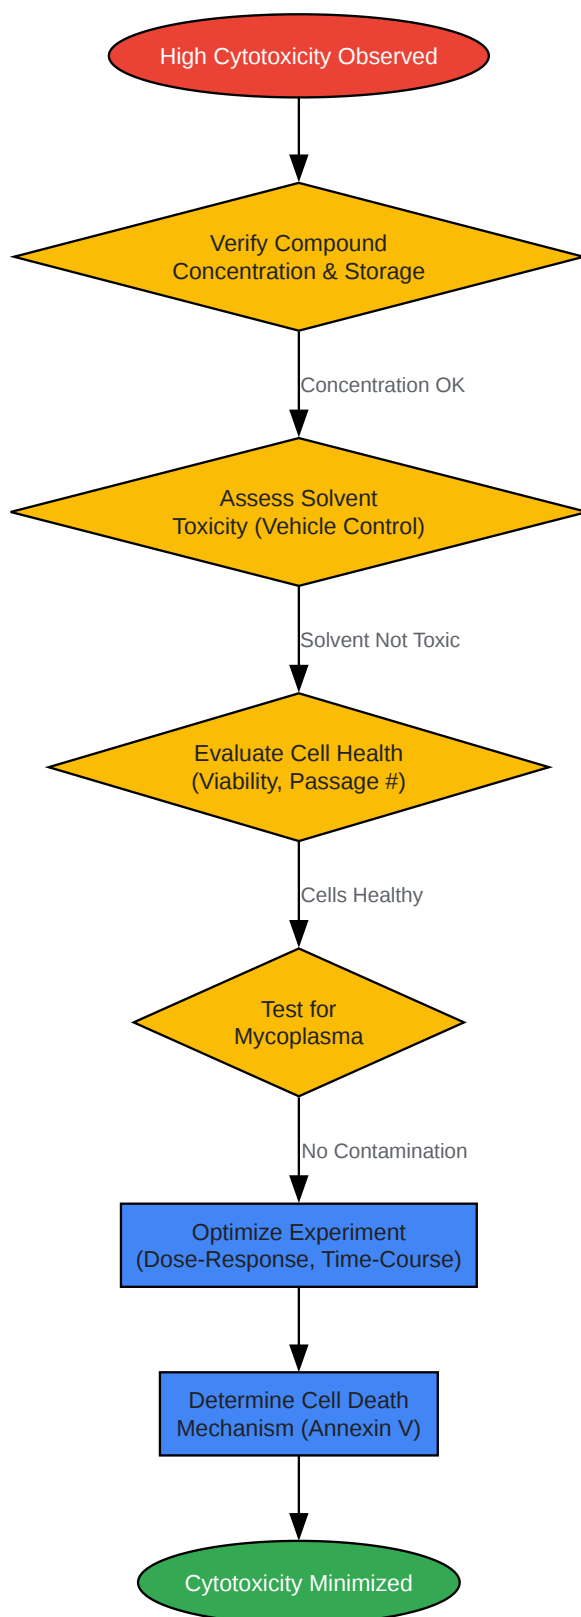 High Cytotoxicity Observed
Verify Compound
Concentration & Storage
Concentration OK
Assess Solvent
Toxicity (Vehicle Control)
Solvent Not Toxic
Evaluate Cell Health
(Viability, Passage #)
Cells Healthy
Test for
Mycoplasma
No Contamination
Optimize Experiment
(Dose-Response, Time-Course)
Determine Cell Death
Mechanism (Annexin V)
Cytotoxicity Minimized